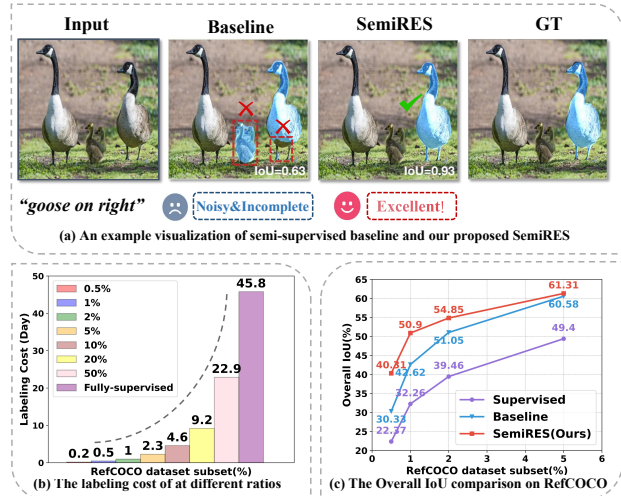 Input Baseline SemiRES GT
IoU=0.63 IoU=0.93
“goose on right” Noisy&Incomplete Excellent!
(a) An example visualization of semi-supervised baseline and our proposed SemiRES
50
40
30
20
10
0
Labeling Cost (Day)
0.5%
1%
2%
5%
10%
20%
50%
Fully-supervised
0.2 0.5 1 2.3 4.6 9.2 22.9 45.8
RefCOCO dataset subset(%)
(b) The labeling cost of at different ratios
65
60
55
50
45
40
35
30
25
20
Overall IoU(%)
40.31 50.9 54.85 61.31
30.33 42.62 51.05 60.58
22.37 32.26 39.46 49.4
Supervised
Baseline
SemiRES(Ours)
0 1 2 3 4 5 6
RefCOCO dataset subset(%)
(c) The Overall IoU comparison on RefCOCO